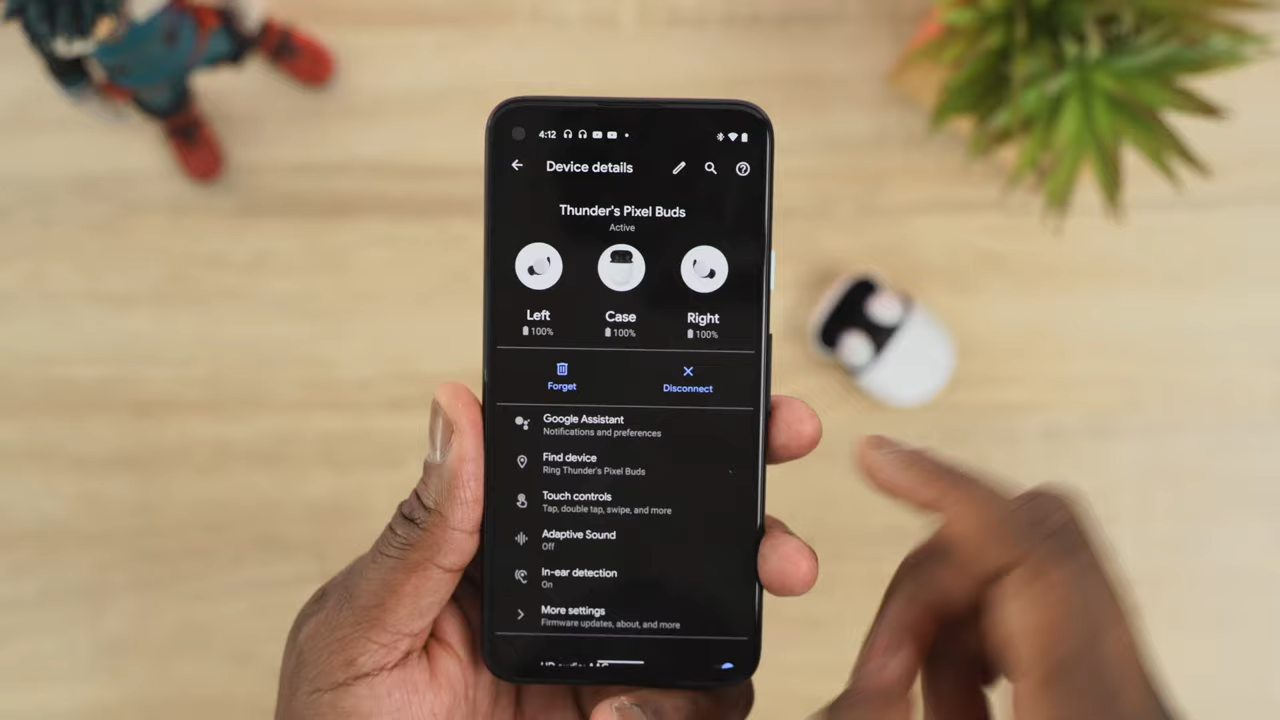 4:12
Device details
Thunder's Pixel Buds
Active
Left
Case
Right
100%
100%
100%
Forget
Disconnect
Google Assistant
Notifications and preferences
Find device
Ring Thunder's Pixel Buds
Touch controls
Tap, double tap, swipe, and more
Adaptive Sound
Off
In-ear detection
On
More settings
Firmware updates, about, and more